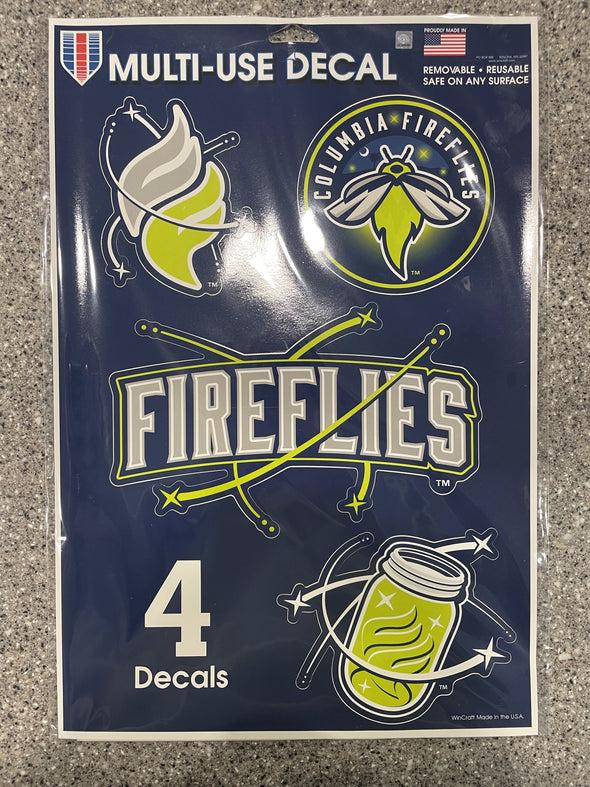 PROUDLY MADE IN
MULTI-USE DECAL
REMOVABLE • REUSABLE
SAFE ON ANY SURFACE
TM
COLUMBIA FIREFLIES
TM
FIREFLIES
TM
4
Decals
TM
WinCraft Made in the U.S.A.